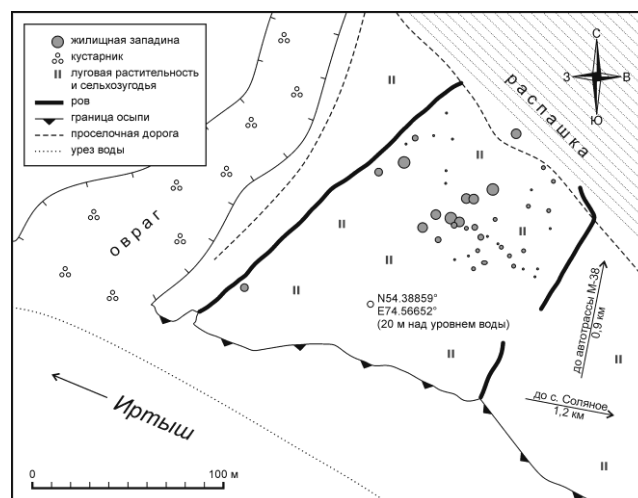 жилищная западина
кустарник
луговая растительность
и сельхозугодья
ров
граница осыпи
проселочная дорога
урез воды
С
З
В
Ю
распашка
овраг
N54.38859°
E74.56652°
(20 м над уровнем воды)
до автотрассы М-38
0,9 км
до с. Соляное
1,2 км
Иртыш
0
100 м